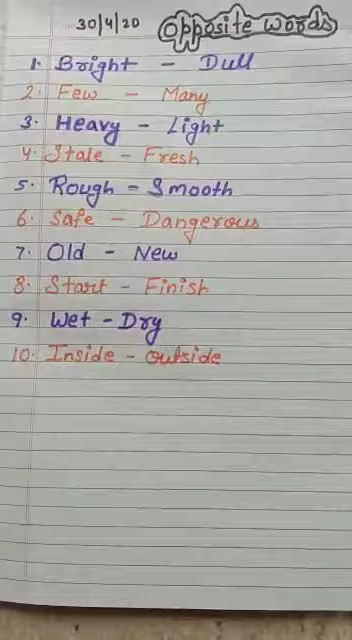 30/4/20 Opposite words
1. Bright - Dull
2. Few - Many
3. Heavy - Light
4. Stale - Fresh
5. Rough - Smooth
6. Safe - Dangerous
7. Old - New
8. Start - Finish
9. Wet - Dry
10. Inside - outside